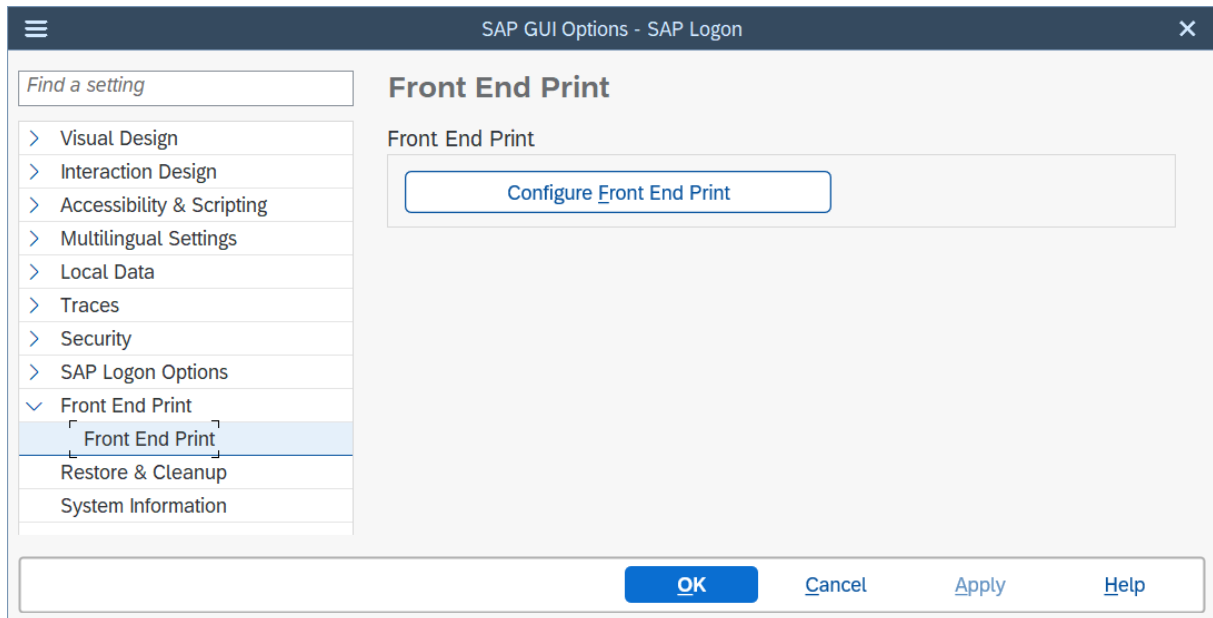 SAP GUI Options - SAP Logon
Find a setting
Visual Design
Interaction Design
Accessibility & Scripting
Multilingual Settings
Local Data
Traces
Security
SAP Logon Options
Front End Print
Front End Print
Restore & Cleanup
System Information
Front End Print
Front End Print
Configure Front End Print
OK Cancel Apply Help